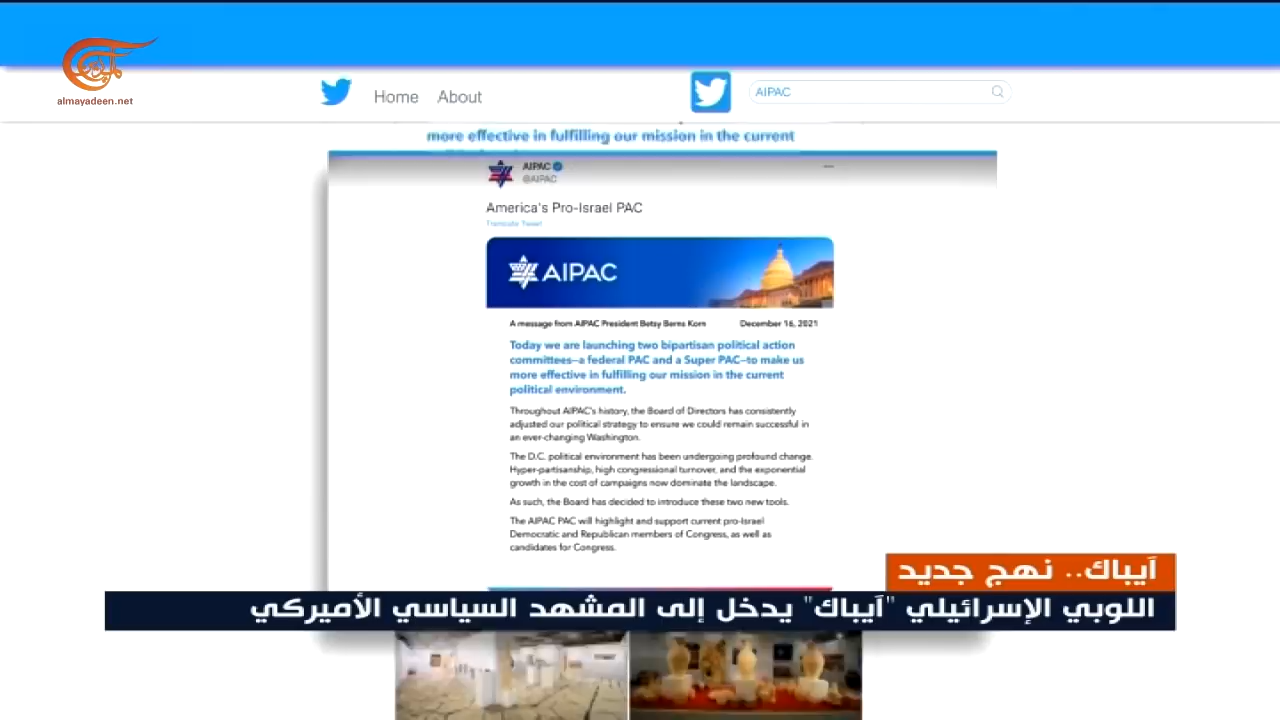 almayadeen.net
Home About
AIPAC
more effective in fulfilling our mission in the current
AIPAC
@AIPAC
America's Pro-Israel PAC
Translate Tweet
AIPAC
A message from AIPAC President Betsy Berns Korn December 16, 2021
Today we are launching two bipartisan political action
committees—a federal PAC and a Super PAC—to make us
more effective in fulfilling our mission in the current
political environment.
Throughout AIPAC's history, the Board of Directors has consistently
adjusted our political strategy to ensure we could remain successful in
an ever-changing Washington.
The D.C. political environment has been undergoing profound change.
Hyper-partisanship, high congressional turnover, and the exponential
growth in the cost of campaigns now dominate the landscape.
As such, the Board has decided to introduce these two new tools.
The AIPAC PAC will highlight and support current pro-Israel
Democratic and Republican members of Congress, as well as
candidates for Congress.
آيباك.. نهج جديد
اللوبي الإسرائيلي "آيباك" يدخل إلى المشهد السياسي الأميركي